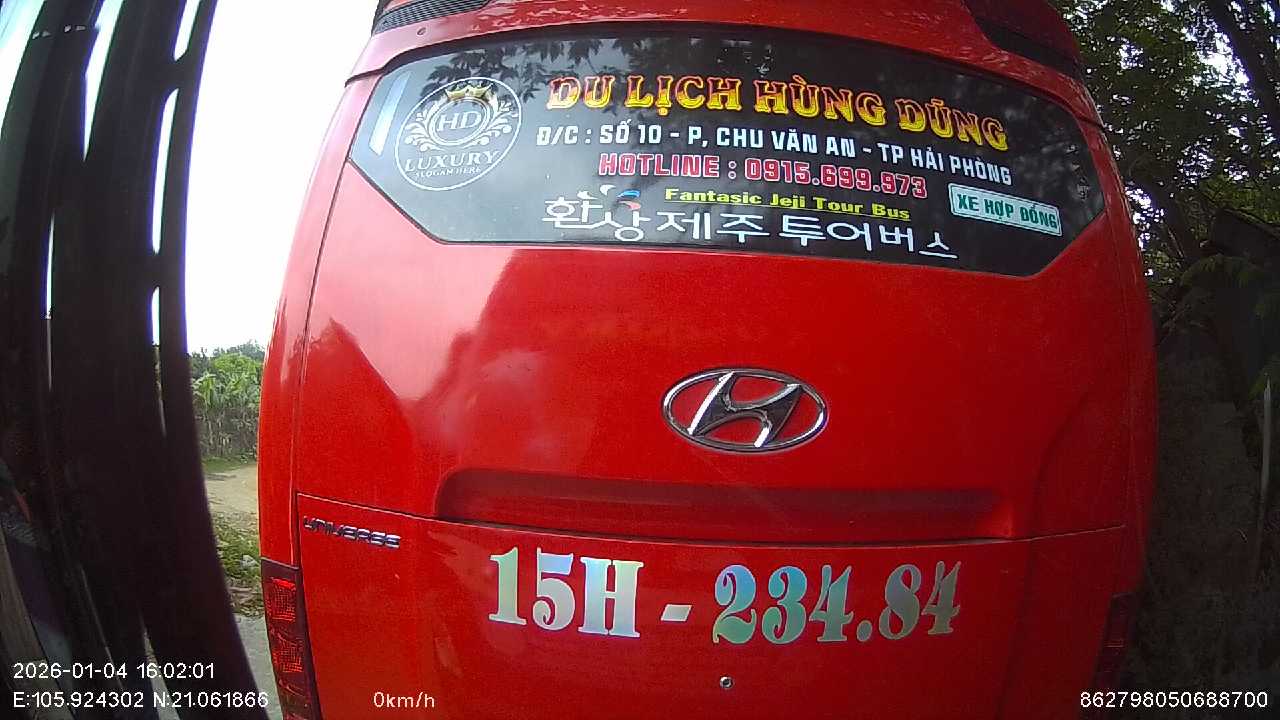 DU LỊCH HÙNG DŨNG
HD
LUXURY
SLOGAN HERE
Đ/C : SỐ 10 - P, CHU VĂN AN - TP HẢI PHÒNG
HOTLINE : 0915.699.973
Fantasic Jeji Tour Bus
XE HỢP ĐỒNG
환상제주투어버스
UNIVERSE
15H - 234.84
2026-01-04 16:02:01
E:105.924302 N:21.061866 0km/h 862798050688700